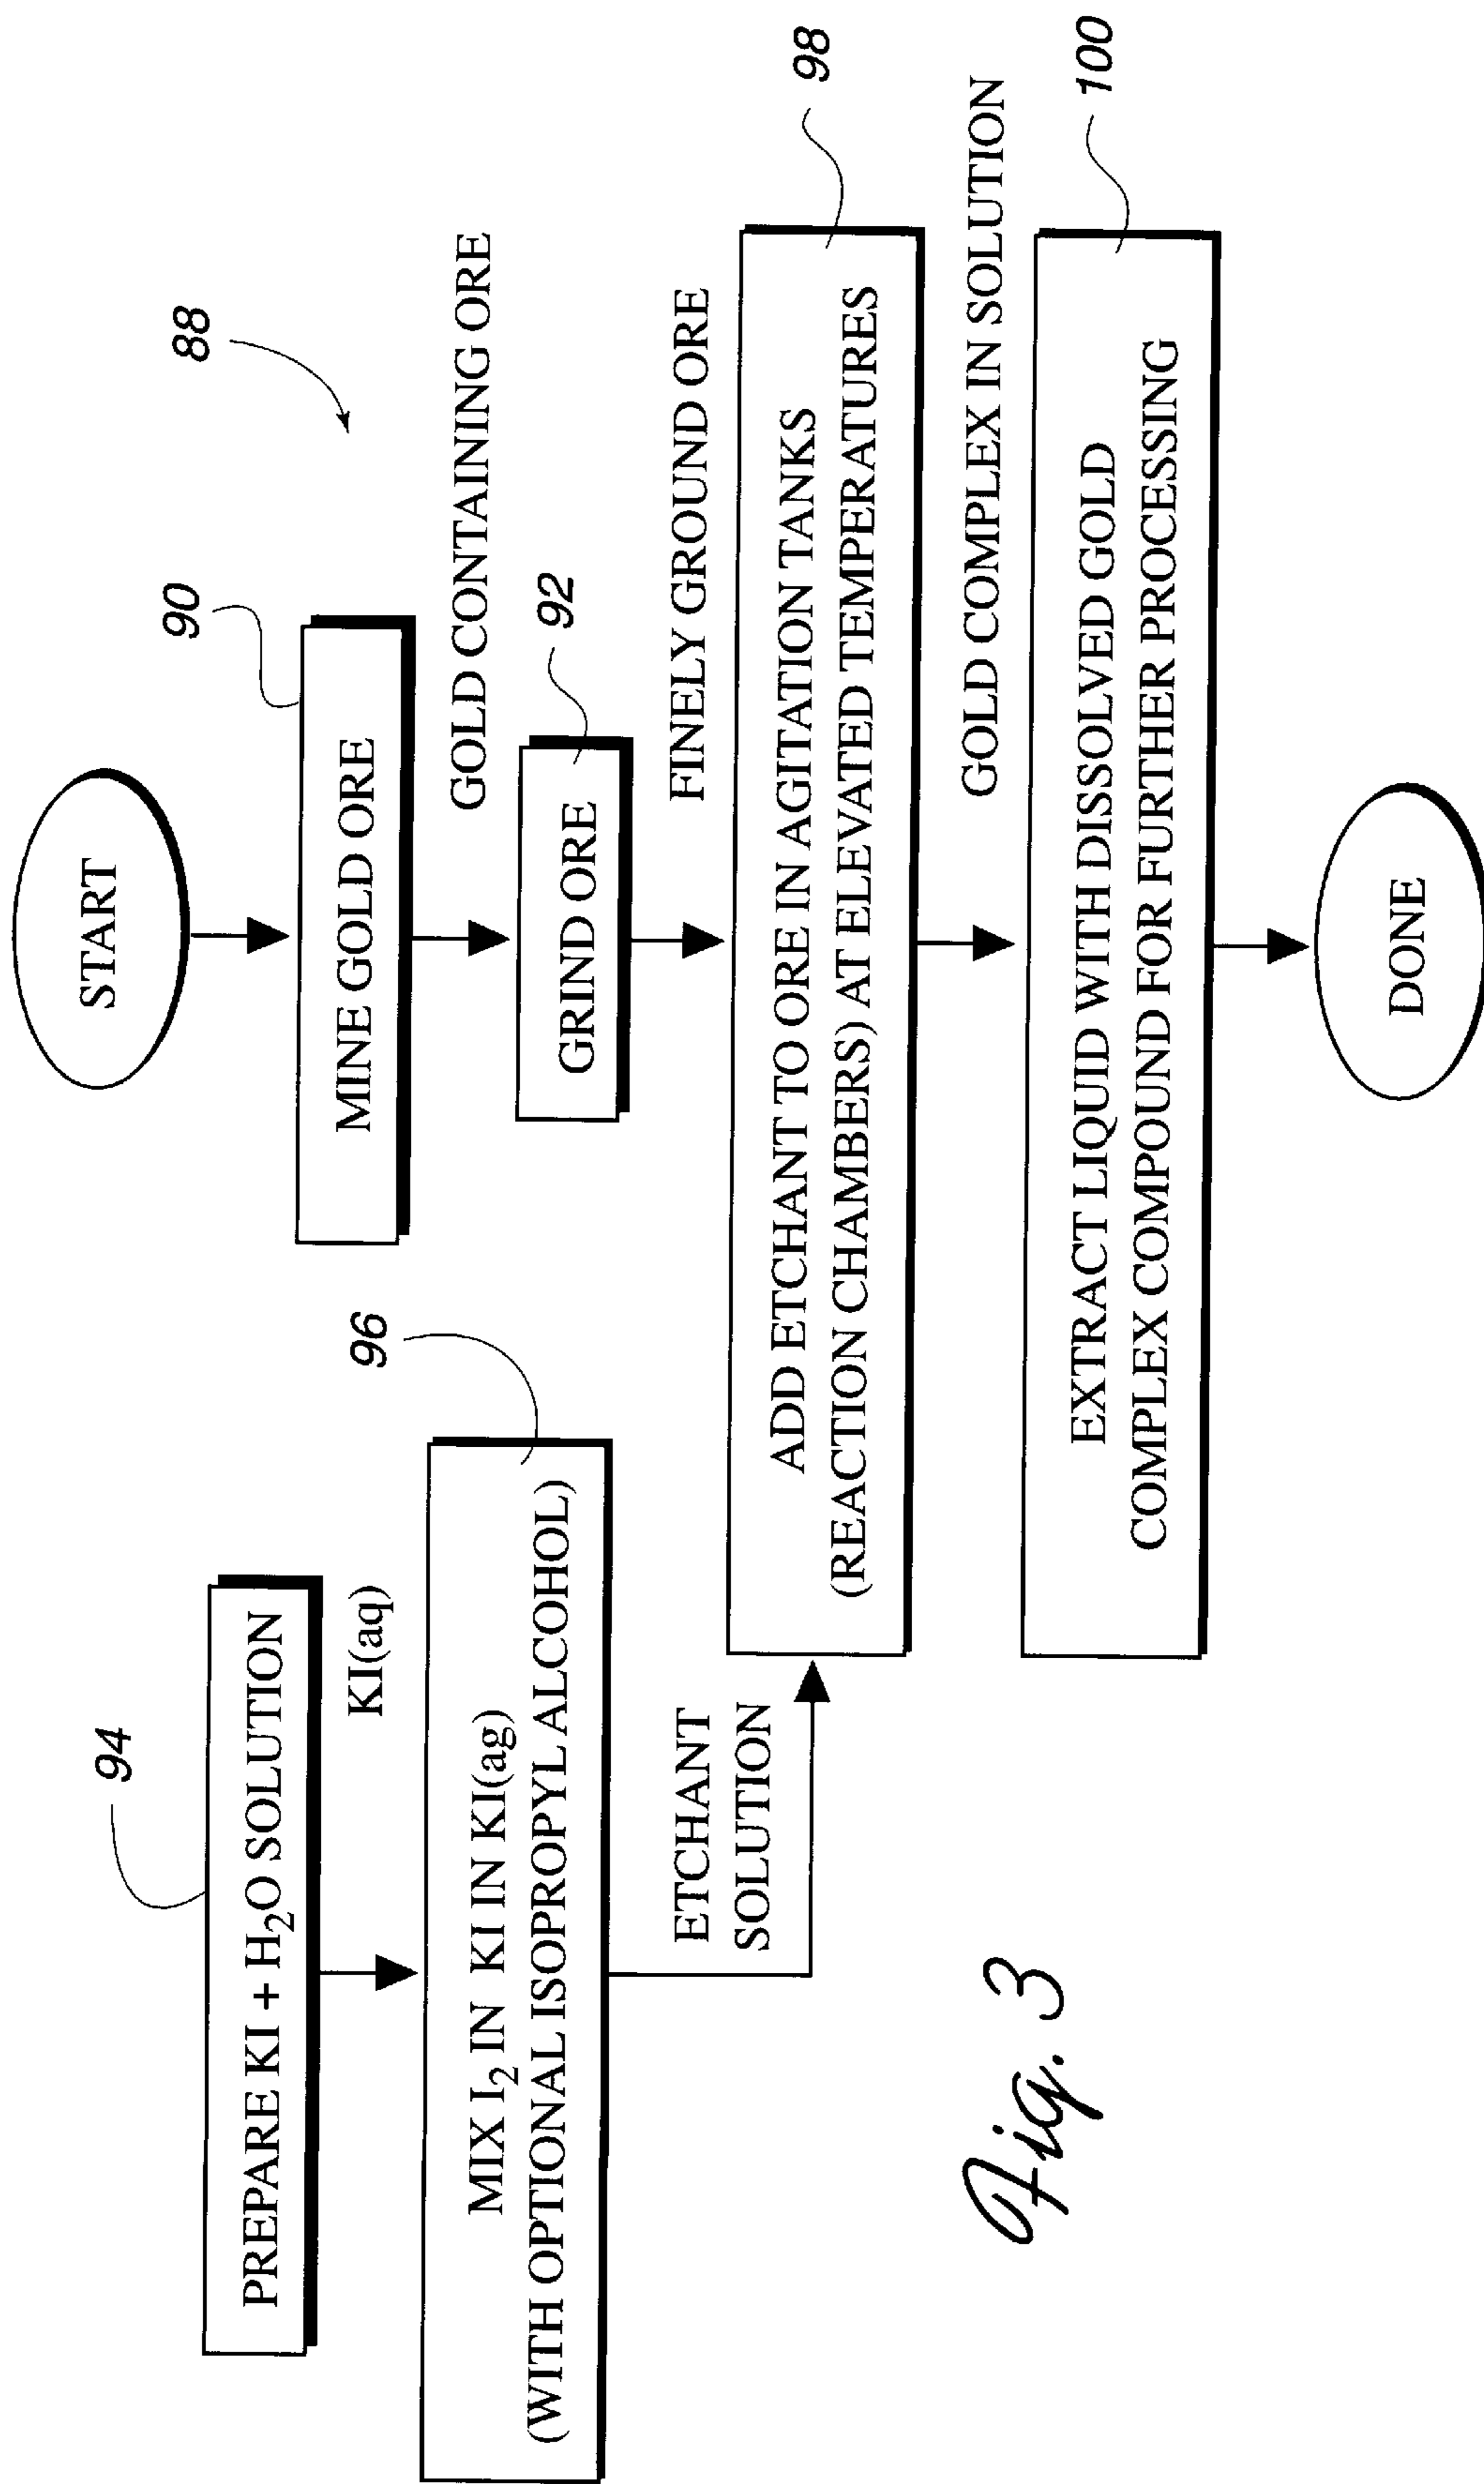 START
88
90
MINE GOLD ORE
GOLD CONTAINING ORE
92
GRIND ORE
FINELY GROUND ORE
94
PREPARE KI + H₂O SOLUTION
KI(aq)
96
MIX I₂ IN KI IN KI(ag)
(WITH OPTIONAL ISOPROPYL ALCOHOL)
ETCHANT
SOLUTION
98
ADD ETCHANT TO ORE IN AGITATION TANKS
(REACTION CHAMBERS) AT ELEVATED TEMPERATURES
GOLD COMPLEX IN SOLUTION
100
EXTRACT LIQUID WITH DISSOLVED GOLD
COMPLEX COMPOUND FOR FURTHER PROCESSING
DONE
Fig. 3